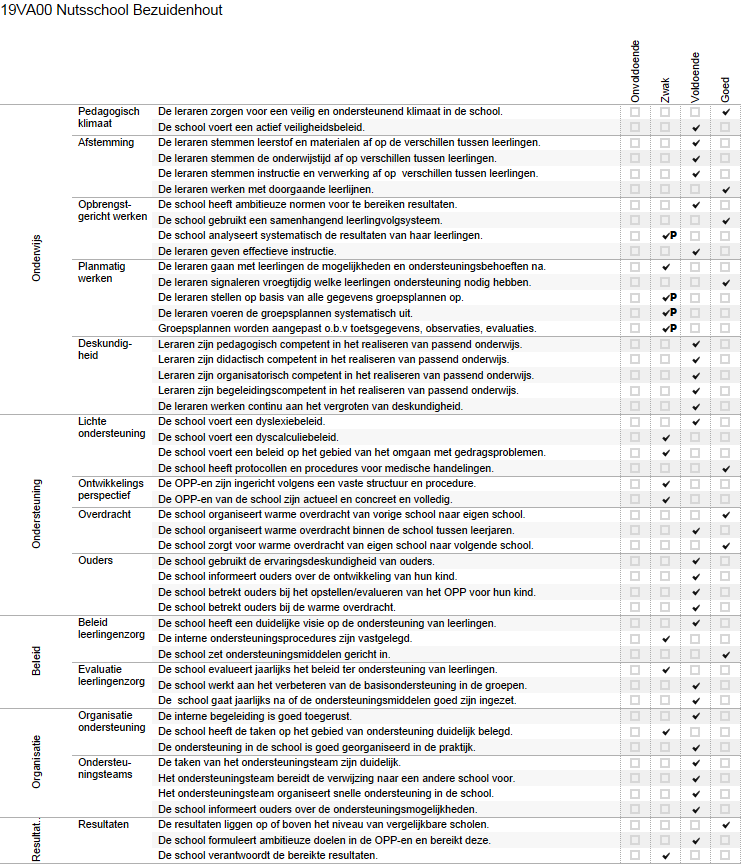 19VA00 Nutsschool Bezuidenhout
Onvoldoende
Zwak
Voldoende
Goed
Onderwijs
Pedagogisch klimaat
De leraren zorgen voor een veilig en ondersteunend klimaat in de school.
De school voert een actief veiligheidsbeleid.
Afstemming
De leraren stemmen leerstof en materialen af op de verschillen tussen leerlingen.
De leraren stemmen de onderwijstijd af op verschillen tussen leerlingen.
De leraren stemmen instructie en verwerking af op verschillen tussen leerlingen.
De leraren werken met doorgaande leerlijnen.
Opbrengst-
gericht werken
De school heeft ambitieuze normen voor te bereiken resultaten.
De school gebruikt een samenhangend leerlingvolgsysteem.
De school analyseert systematisch de resultaten van haar leerlingen. P
De leraren geven effectieve instructie.
Planmatig
werken
De leraren gaan met leerlingen de mogelijkheden en ondersteuningsbehoeften na.
De leraren signaleren vroegtijdig welke leerlingen ondersteuning nodig hebben.
De leraren stellen op basis van alle gegevens groepsplannen op. P
De leraren voeren de groepsplannen systematisch uit. P
Groepsplannen worden aangepast o.b.v toetsgegevens, observaties, evaluaties. P
Deskundig-
heid
Leraren zijn pedagogisch competent in het realiseren van passend onderwijs.
Leraren zijn didactisch competent in het realiseren van passend onderwijs.
Leraren zijn organisatorisch competent in het realiseren van passend onderwijs.
Leraren zijn begeleidingscompetent in het realiseren van passend onderwijs.
De leraren werken continu aan het vergroten van deskundigheid.
Ondersteuning
Lichte
ondersteuning
De school voert een dyslexiebeleid.
De school voert een dyscalculiebeleid.
De school voert een beleid op het gebied van het omgaan met gedragsproblemen.
De school heeft protocollen en procedures voor medische handelingen.
Ontwikkelings
perspectief
De OPP-en zijn ingericht volgens een vaste structuur en procedure.
De OPP-en van de school zijn actueel en concreet en volledig.
Overdracht
De school organiseert warme overdracht van vorige school naar eigen school.
De school organiseert warme overdracht binnen de school tussen leerjaren.
De school zorgt voor warme overdracht van eigen school naar volgende school.
Ouders
De school gebruikt de ervaringsdeskundigheid van ouders.
De school informeert ouders over de ontwikkeling van hun kind.
De school betrekt ouders bij het opstellen/evalueren van het OPP voor hun kind.
De school betrekt ouders bij de warme overdracht.
Beleid
Beleid
leerlingenzorg
De school heeft een duidelijke visie op de ondersteuning van leerlingen.
De interne ondersteuningsprocedures zijn vastgelegd.
De school zet ondersteuningsmiddelen gericht in.
Evaluatie
leerlingenzorg
De school evalueert jaarlijks het beleid ter ondersteuning van leerlingen.
De school werkt aan het verbeteren van de basisondersteuning in de groepen.
De school gaat jaarlijks na of de ondersteuningsmiddelen goed zijn ingezet.
Organisatie
Organisatie
ondersteuning
De interne begeleiding is goed toegerust.
De school heeft de taken op het gebied van ondersteuning duidelijk belegd.
De ondersteuning in de school is goed georganiseerd in de praktijk.
Ondersteu-
ningsteams
De taken van het ondersteuningsteam zijn duidelijk.
Het ondersteuningsteam bereidt de verwijzing naar een andere school voor.
Het ondersteuningsteam organiseert snelle ondersteuning in de school.
De school informeert ouders over de ondersteuningsmogelijkheden.
Resultat..
Resultaten
De resultaten liggen op of boven het niveau van vergelijkbare scholen.
De school formuleert ambitieuze doelen in de OPP-en en bereikt deze.
De school verantwoordt de bereikte resultaten.